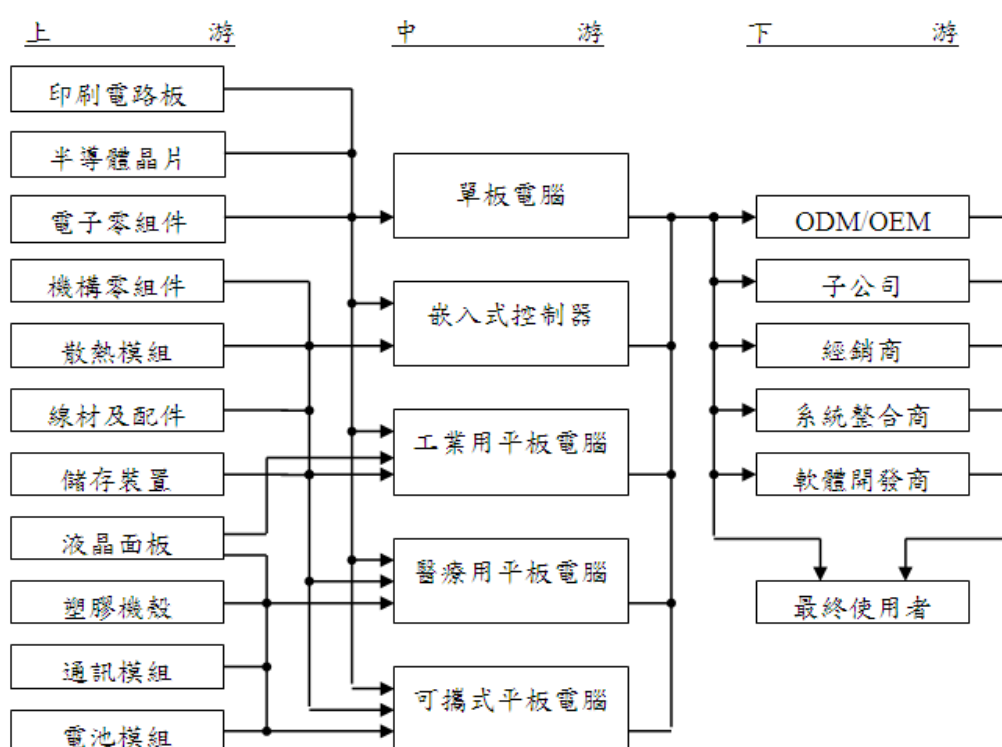 上 游
中 游
下 游
印刷電路板
半導體晶片
電子零組件
機構零組件
散熱模組
線材及配件
儲存裝置
液晶面板
塑膠機殼
通訊模組
電池模組
單板電腦
嵌入式控制器
工業用平板電腦
醫療用平板電腦
可攜式平板電腦
ODM/OEM
子公司
經銷商
系統整合商
軟體開發商
最終使用者